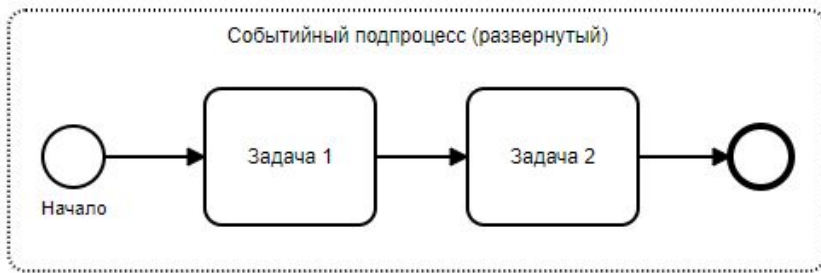 Событийный подпроцесс (развернутый)
Задача 1
Задача 2
Начало